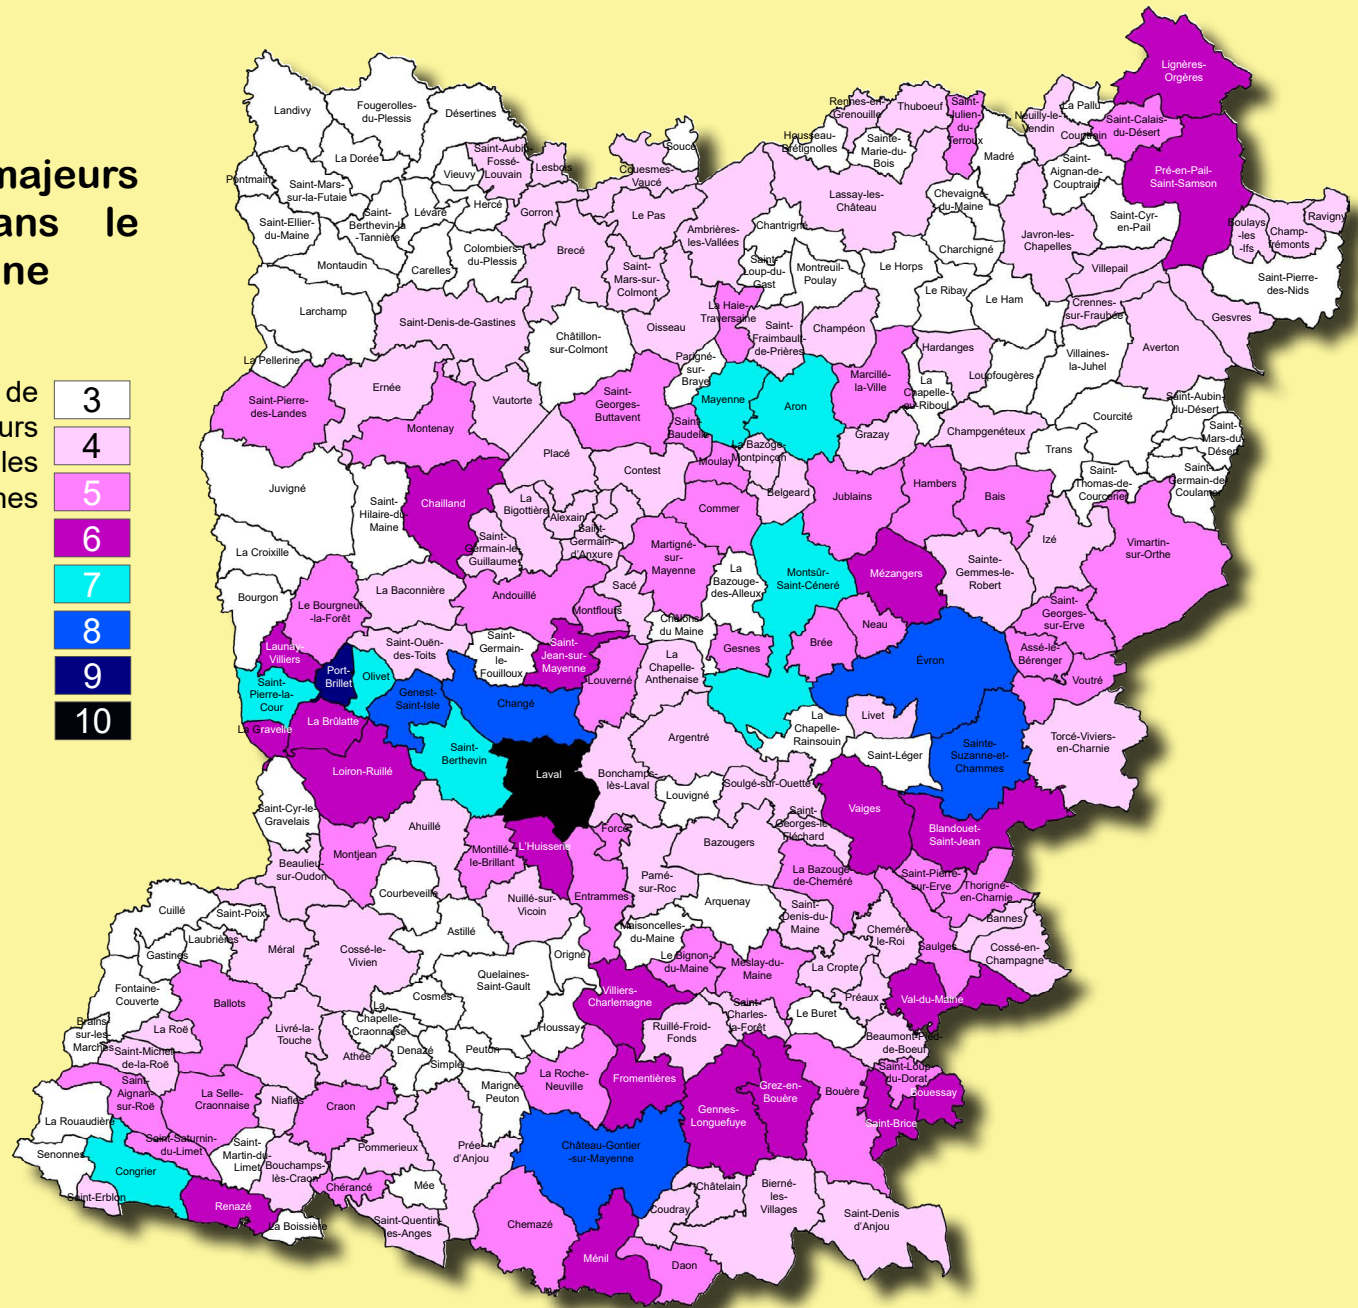 majeurs
ans le
ne
de
urs
les
nes
3
4
5
6
7
8
9
10
Lignères-
Orgères
Landivy
Fougerolles-
du-Plessis
Désertines
Rennes-en-
Grenouille
Thuboeuf
Saint-
Julien-
du-
Terroux
Neuilly-le-
Vendin
La Pallu
Couptrain
Saint-Calais-
du-Désert
Housseau-
Brétignolles
Sainte-
Marie-du-
Bois
Madré
Saint-
Aignan-de-
Couptrain
Pré-en-Pail-
Saint-Samson
La Dorée
Vieuvy
Saint-Aubin-
Fossé-
Louvain
Lesbois
Couesmes-
Vaucé
Soucé
Pontmain
Saint-Mars-
sur-la-Futaie
Saint-Ellier-
du-Maine
Saint-
Berthevin-la
-Tannière
Lévaré
Hercé
Gorron
Le Pas
Lassay-les-
Château
Chevaigné-
du-Maine
Saint-Cyr-
en-Pail
Boulays
-les
-Ifs
Champ-
frémonts
Ravigny
Montaudin
Carelles
Colombiers-
du-Plessis
Brecé
Ambrières-
les-Vallées
Chantrigné
Charchigné
Javron-les-
Chapelles
Villepail
Saint-Pierre-
des-Nids
Larchamp
Saint-Denis-de-Gastines
Saint-
Mars-sur-
Colmont
Saint-
Loup-du-
Gast
Montreuil-
Poulay
Le Horps
Le Ribay
Le Ham
Crennes-
sur-Fraubée
Gesvres
La Pellerine
Châtillon-
sur-Colmont
Oisseau
La Haie-
Traversaine
Saint-
Fraimbault-
de-Prières
Champéon
Hardanges
Loupfougères
Villaines-
la-Juhel
Averton
Saint-Pierre-
des-Landes
Ernée
Vautorte
Saint-
Georges-
Buttavent
Parigné-
sur-
Braye
Mayenne
Aron
Marcillé-
la-Ville
La
Chapelle-
au-Riboul
Courcité
Saint-Aubin-
du-Désert
Montenay
Saint-
Baudelle
La Bazoge-
Montpinçon
Grazay
Champgenéteux
Trans
Saint-
Mars-du-
Désert
Juvigné
Saint-
Hilaire-du-
Maine
Chailland
Placé
Contest
Moulay
Belgeard
Jublains
Hambers
Bais
Saint-
Thomas-de-
Courceriers
Saint-
Germain-de-
Coulamer
La
Bigottière
Alexain
Saint-
Germain-
d'Anxure
Commer
Izé
Vimartin-
sur-Orthe
La Croixille
Saint-
Germain-le-
Guillaume
Martigné-
sur-
Mayenne
La
Bazouge-
des-Alleux
Montsûr-
Saint-Céneré
Mézangers
Sainte-
Gemmes-le-
Robert
Bourgon
Le Bourgneuf
-la-Forêt
La Baconnière
Andouillé
Sacé
Montflours
Châlons
du Maine
Neau
Saint-
Georges-
sur-Erve
Launay-
Villiers
Saint-Ouën-
des-Toits
Saint-
Germain-
le-
Fouilloux
Saint-
Jean-sur-
Mayenne
Gesnes
Brée
Évron
Assé-le-
Bérenger
Voutré
Saint-
Pierre-la-
Cour
Port-
Brillet
Olivet
Genest-
Saint-Isle
Changé
Louverné
La
Chapelle-
Anthenaise
La Gravelle
La Brûlatte
Saint-
Berthevin
Argentré
La
Chapelle-
Rainsouin
Livet
Saint-Léger
Sainte-
Suzanne-et-
Chammes
Torcé-Viviers-
en-Charnie
Loiron-Ruillé
Laval
Bonchamps-
lès-Laval
Louvigné
Soulgé-sur-Ouette
Saint-
Georges-le-
Fléchard
Vaiges
Blandouet-
Saint-Jean
Saint-Cyr-le-
Gravelais
Ahuillé
Montjean
Montillé-
le-Brillant
L'Huisserie
Forcé
Bazougers
Beaulieu-
sur-Oudon
Courbeveille
Nuillé-sur-
Vicoin
Entrammes
Parné-
sur-Roc
La Bazouge-
de-Chemeré
Saint-Pierre-
sur-Erve
Thorigné-
en-Charnie
Cuillé
Saint-Poix
Laubrières
Gastines
Méral
Cossé-le-
Vivien
Astillé
Origné
Maisoncelles-
du-Maine
Arquenay
Saint-
Denis-du-
Maine
Cheméré
le-Roi
Saulges
Bannes
Cossé-en-
Champagne
Fontaine-
Couverte
Ballots
Cosmes
Quelaines-
Saint-Gault
Le Bignon-
du-Maine
Meslay-du-
Maine
La Cropte
Préaux
Val-du-Maine
Villiers-
Charlemagne
Brains-
sur-les-
Marches
La Roë
Livré-la-
Touche
La
Chapelle-
Craonnaise
Denazé
Simplé
Peuton
Houssay
Ruillé-Froid-
Fonds
Saint-
Charles-
la-Forêt
Le Buret
Beaumont-Pied-
de-Boeuf
Saint-Michel-
de-la-Roë
Athée
Marigné-
Peuton
La Roche-
Neuville
Fromentières
Gennes-
Longuefuye
Grez-en-
Bouère
Bouère
Saint-Loup-
du-Dorat
Bouessay
Saint-Brice
La Rouaudière
Saint-
Aignan-
sur-Roë
La Selle-
Craonnaise
Niafles
Craon
Senonnes
Congrier
Saint-Saturnin-
du-Limet
Saint-
Martin-du-
Limet
Bouchamps-
lès-Craon
Pommerieux
Prée-
d'Anjou
Château-Gontier
-sur-Mayenne
Saint-Erblon
Renazé
La Boissière
Chérancé
Mée
Saint-Quentin-
les-Anges
Chemazé
Ménil
Coudray
Châtelain
Bierné-
les-
Villages
Saint-Denis
d'Anjou
Daon